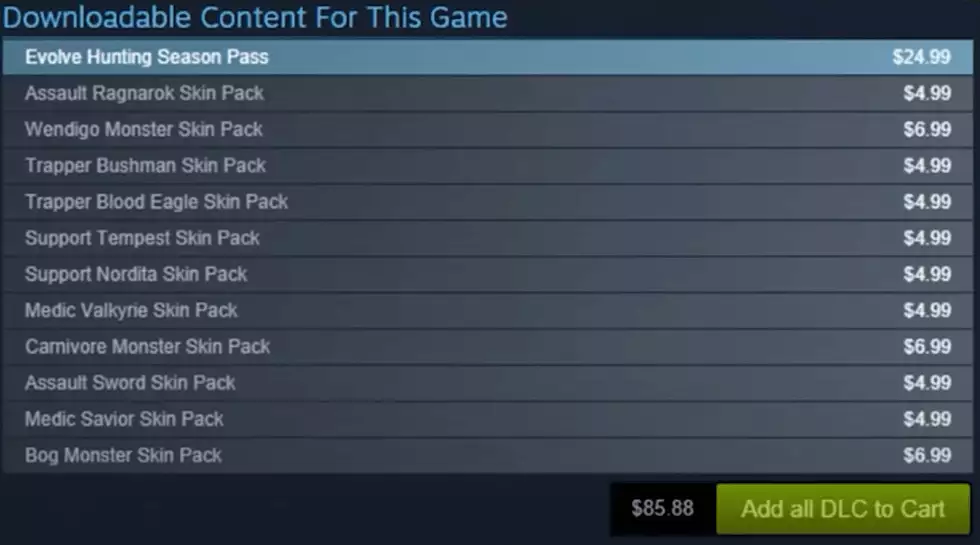 Downloadable Content For This Game
Evolve Hunting Season Pass $24.99
Assault Ragnarok Skin Pack $4.99
Wendigo Monster Skin Pack $6.99
Trapper Bushman Skin Pack $4.99
Trapper Blood Eagle Skin Pack $4.99
Support Tempest Skin Pack $4.99
Support Nordita Skin Pack $4.99
Medic Valkyrie Skin Pack $4.99
Carnivore Monster Skin Pack $6.99
Assault Sword Skin Pack $4.99
Medic Savior Skin Pack $4.99
Bog Monster Skin Pack $6.99
$85.88 Add all DLC to Cart